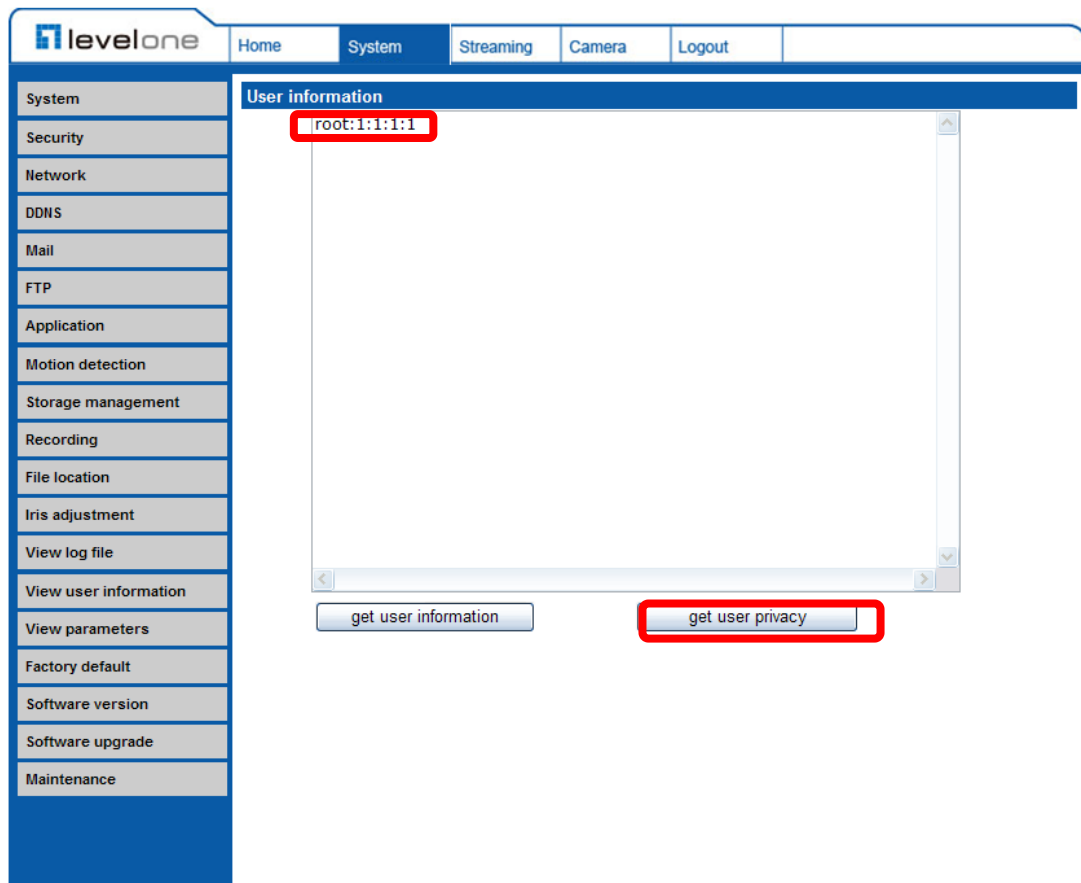 levelone
Home System Streaming Camera Logout
System
Security
Network
DDNS
Mail
FTP
Application
Motion detection
Storage management
Recording
File location
Iris adjustment
View log file
View user information
View parameters
Factory default
Software version
Software upgrade
Maintenance
User information
root:1:1:1:1
get user information get user privacy